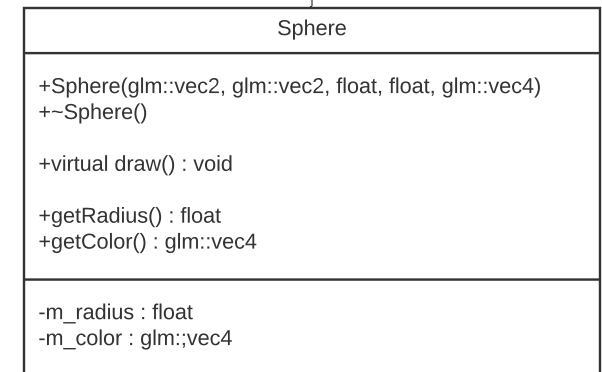 Sphere
+Sphere(glm::vec2, glm::vec2, float, float, glm::vec4)
+~Sphere()
+virtual draw() : void
+getRadius() : float
+getColor() : glm::vec4
-m_radius : float
-m_color : glm:;vec4